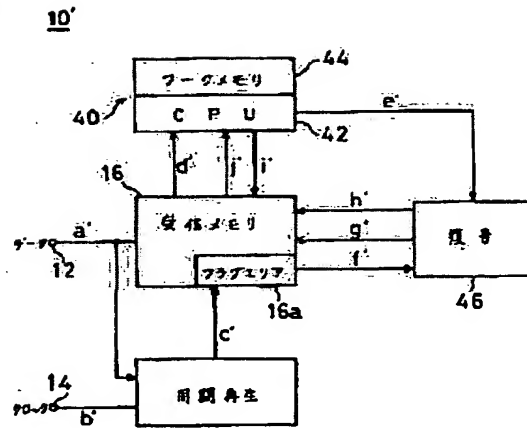 10'
ワークメモリ
44
40
C P U
42
e'
d'
j'
i'
16
受信メモリ
h'
g'
f'
復号
46
データ
a'
12
フラグエリア
16a
c'
クロック
14
b'
同期再生